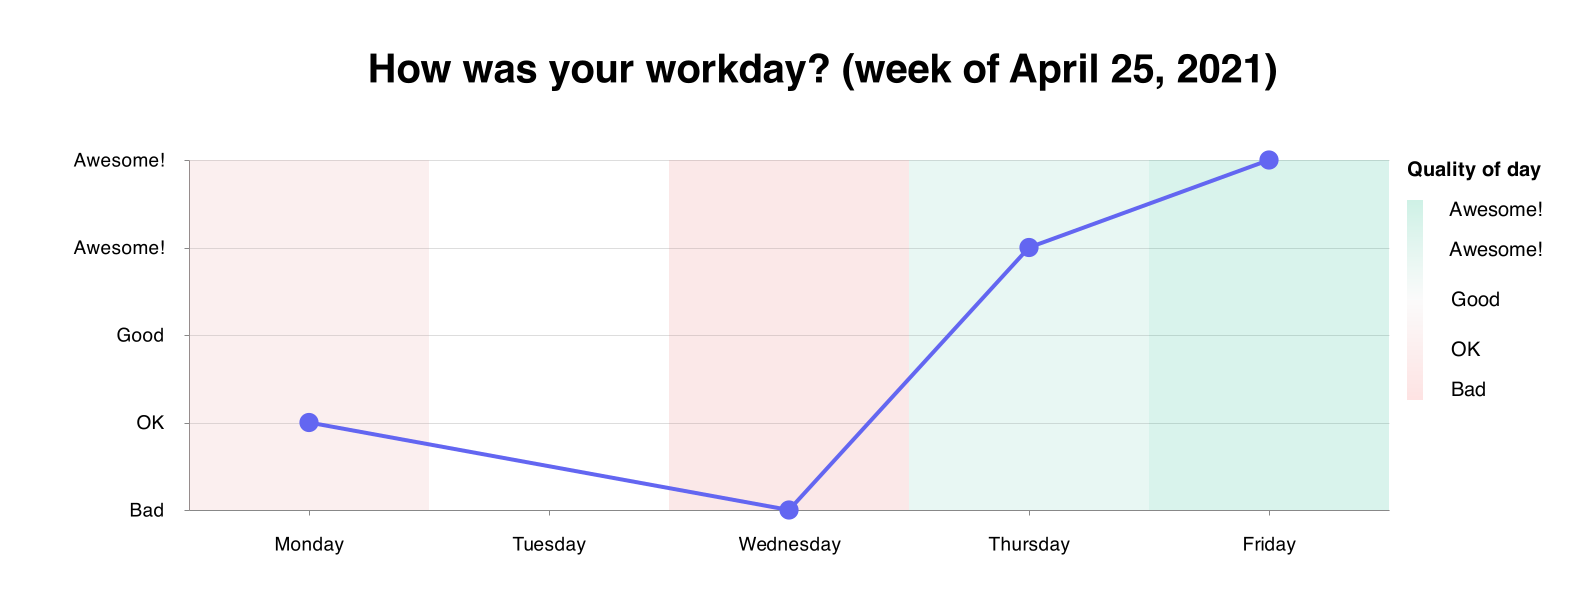 How was your workday? (week of April 25, 2021)
Awesome!
Awesome!
Good
OK
Bad
Monday
Tuesday
Wednesday
Thursday
Friday
Quality of day
Awesome!
Awesome!
Good
OK
Bad